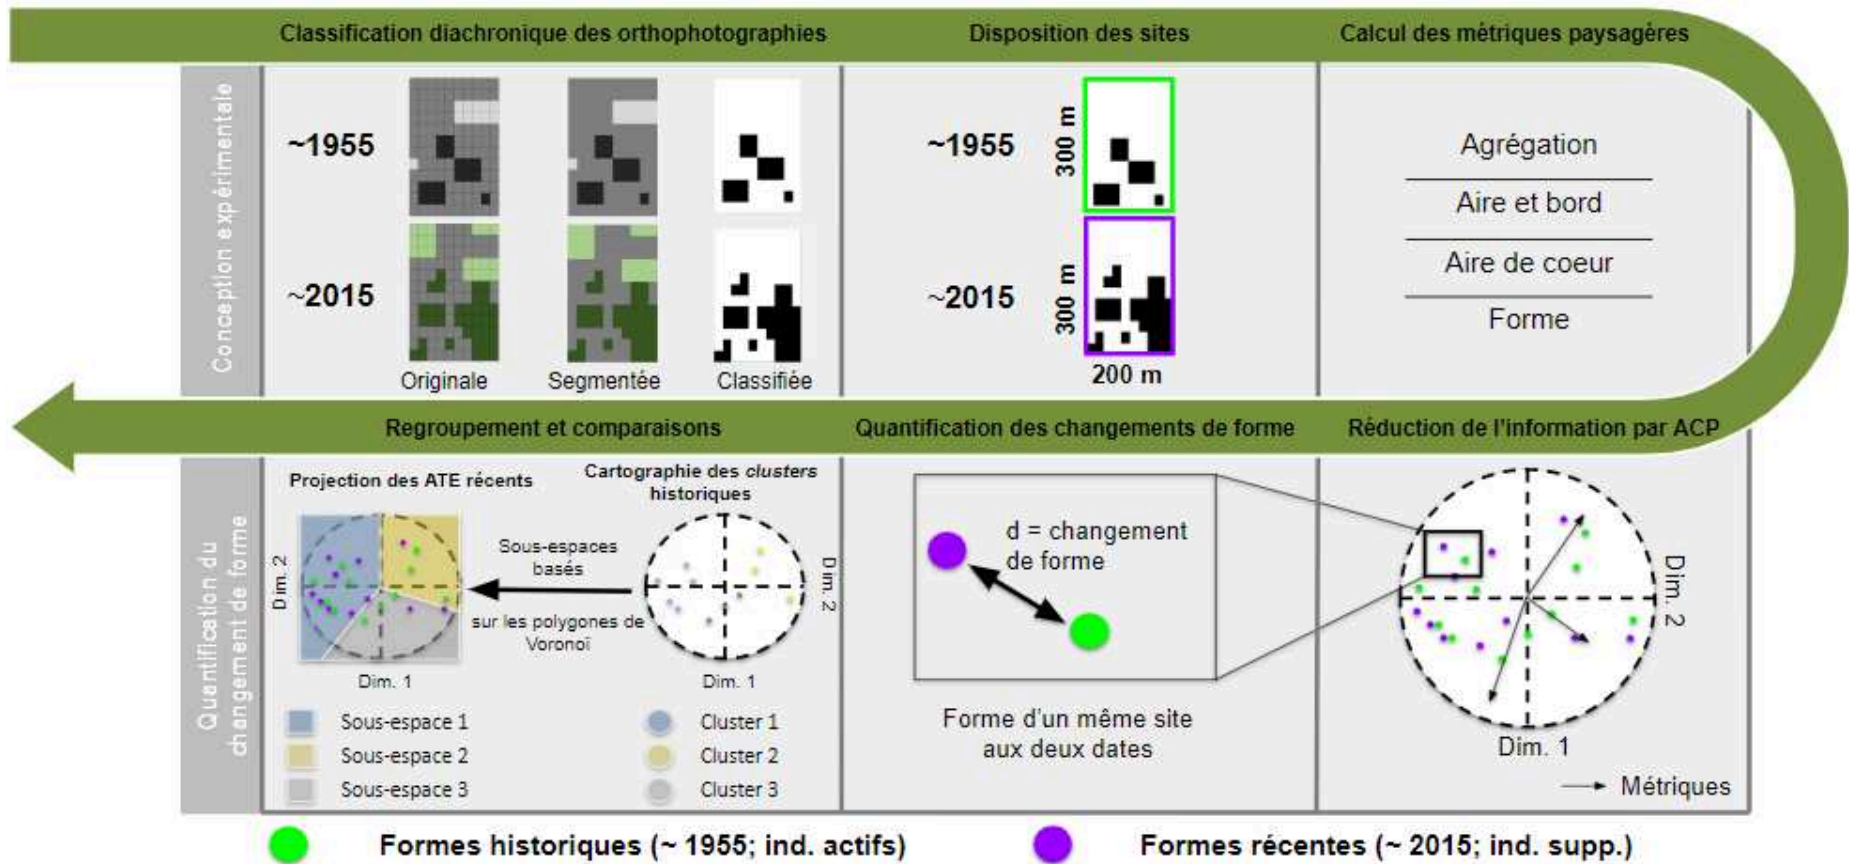 Classification diachronique des orthophotographies
Disposition des sites
Calcul des métriques paysagères
Conception expérimentale
~1955
~2015
Originale
Segmentée
Classifiée
~1955
300 m
~2015
300 m
200 m
Agrégation
Aire et bord
Aire de coeur
Forme
Regroupement et comparaisons
Quantification des changements de forme
Réduction de l'information par ACP
Quantification du
changement de forme
Projection des ATE récents
Dim. 2
Dim. 1
Sous-espaces
basés
sur les polygones de
Voronoï
Cartographie des clusters
historiques
Dim. 2
Dim. 1
Sous-espace 1
Sous-espace 2
Sous-espace 3
Cluster 1
Cluster 2
Cluster 3
d = changement
de forme
Forme d'un même site
aux deux dates
Dim. 2
Dim. 1
Métriques
Formes historiques (~ 1955; ind. actifs)
Formes récentes (~ 2015; ind. supp.)